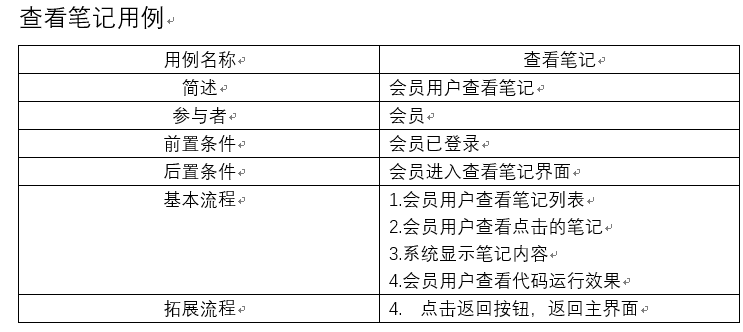 查看笔记用例
用例名称 查看笔记
简述 会员用户查看笔记
参与者 会员
前置条件 会员已登录
后置条件 会员进入查看笔记界面
基本流程 1.会员用户查看笔记列表
2.会员用户查看点击的笔记
3.系统显示笔记内容
4.会员用户查看代码运行效果
拓展流程 4. 点击返回按钮，返回主界面